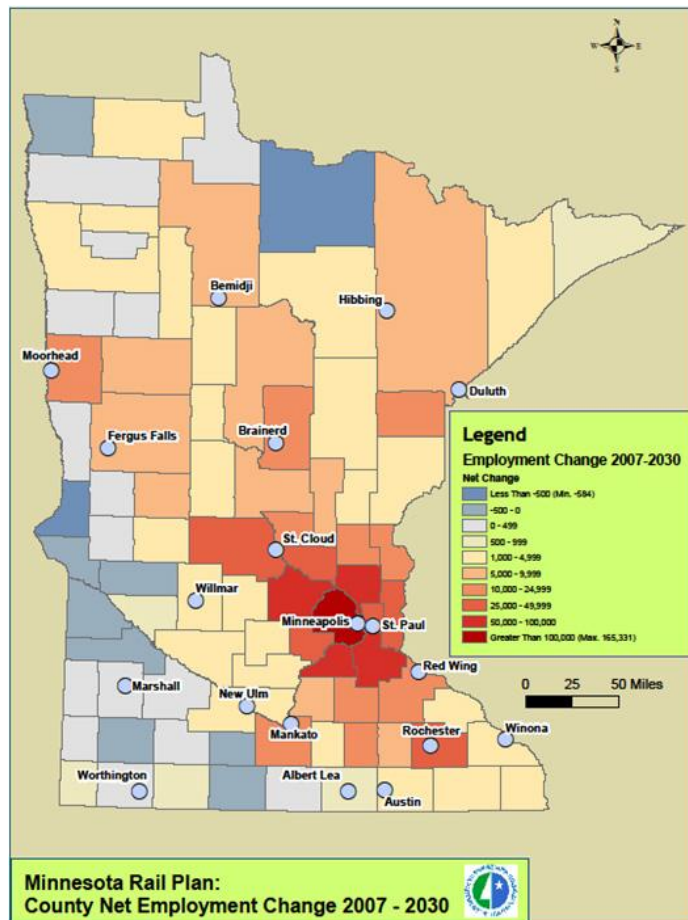 N
W
E
S
Bemidji
Hibbing
Moorhead
Duluth
Fergus Falls
Brainerd
Legend
Employment Change 2007-2030
Net Change
Less Than -500 (Min. -584)
-500 - 0
0 - 499
500 - 999
1,000 - 4,999
5,000 - 9,999
10,000 - 24,999
25,000 - 49,999
50,000 - 100,000
Greater Than 100,000 (Max. 165,331)
St. Cloud
Willmar
Minneapolis
St. Paul
Red Wing
0 25 50 Miles
Marshall
New Ulm
Mankato
Rochester
Winona
Worthington
Albert Lea
Austin
Minnesota Rail Plan:
County Net Employment Change 2007 - 2030